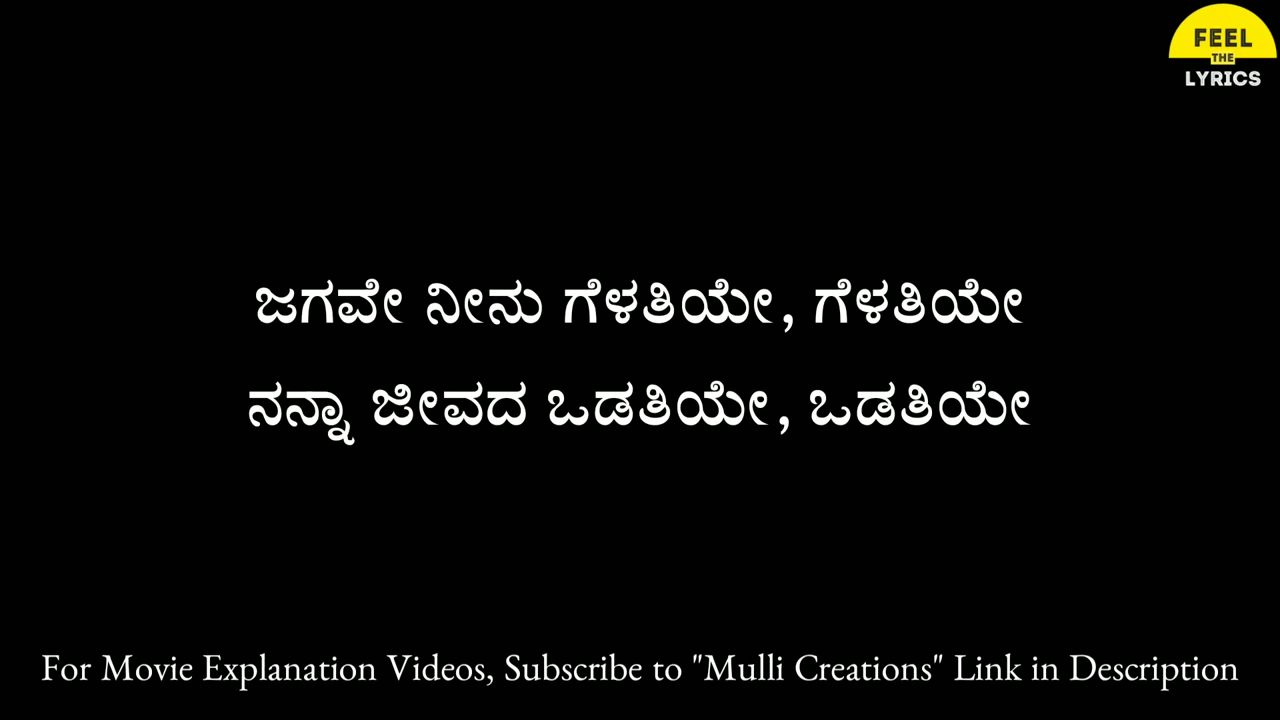 FEEL
THE
LYRICS
ಜಗವೇ ನೀನು ಗೆಳತಿಯೇ, ಗೆಳತಿಯೇ
ನನ್ನಾ ಜೀವದ ಒಡತಿಯೇ, ಒಡತಿಯೇ
For Movie Explanation Videos, Subscribe to "Mulli Creations" Link in Description